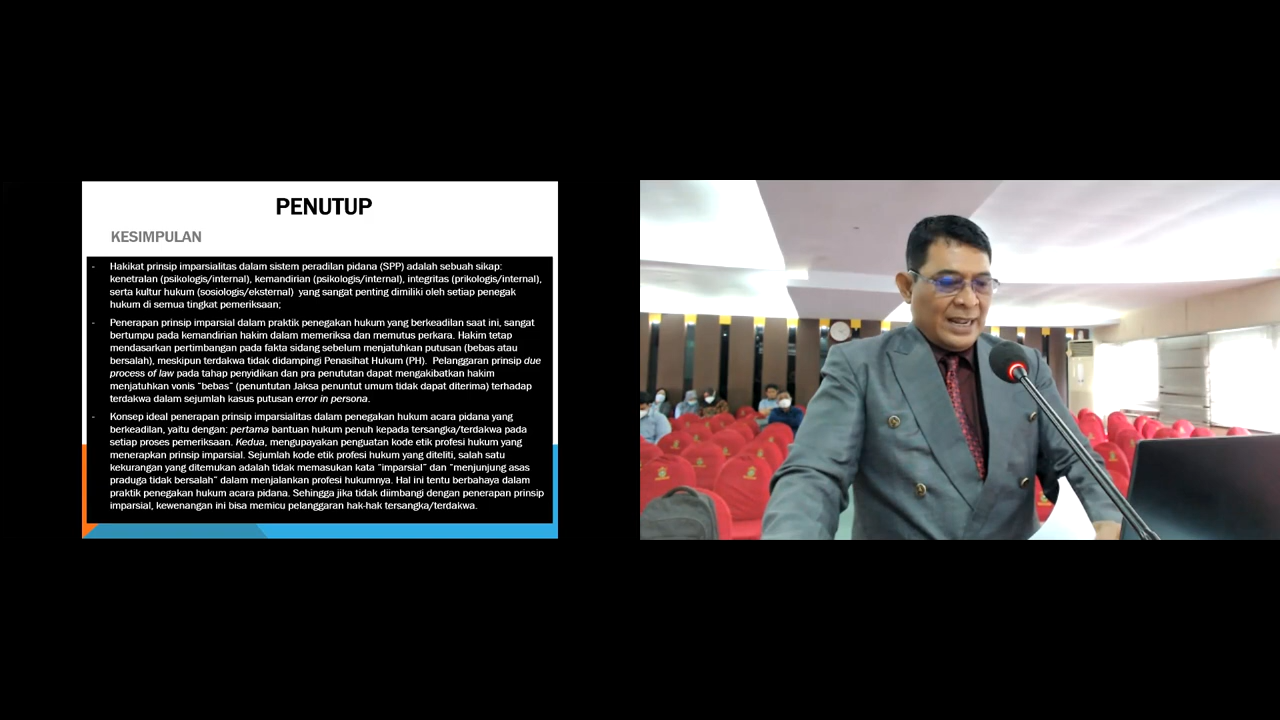 PENUTUP
KESIMPULAN
- Hakikat prinsip imparsialitas dalam sistem peradilan pidana (SPP) adalah sebuah sikap:
kenetralan (psikologis/internal), kemandirian (psikologis/internal), integritas (prikologis/internal),
serta kultur hukum (sosiologis/eksternal) yang sangat penting dimiliki oleh setiap penegak
hukum di semua tingkat pemeriksaan;
- Penerapan prinsip imparsial dalam praktik penegakan hukum yang berkeadilan saat ini, sangat
bertumpu pada kemandirian hakim dalam memeriksa dan memutus perkara. Hakim tetap
mendasarkan pertimbangan pada fakta sidang sebelum menjatuhkan putusan (bebas atau
bersalah), meskipun terdakwa tidak didampingi Penasihat Hukum (PH). Pelanggaran prinsip due
process of law pada tahap penyidikan dan pra penututan dapat mengakibatkan hakim
menjatuhkan vonis "bebas" (penuntutan Jaksa penuntut umum tidak dapat diterima) terhadap
terdakwa dalam sejumlah kasus putusan error in persona.
- Konsep ideal penerapan prinsip imparsialitas dalam penegakan hukum acara pidana yang
berkeadilan, yaitu dengan: pertama bantuan hukum penuh kepada tersangka/terdakwa pada
setiap proses pemeriksaan. Kedua, mengupayakan penguatan kode etik profesi hukum yang
menerapkan prinsip imparsial. Sejumlah kode etik profesi hukum yang diteliti, salah satu
kekurangan yang ditemukan adalah tidak memasukan kata "imparsial" dan "menjunjung asas
praduga tidak bersalah" dalam menjalankan profesi hukumnya. Hal ini tentu berbahaya dalam
praktik penegakan hukum acara pidana. Sehingga jika tidak diimbangi dengan penerapan prinsip
imparsial, kewenangan ini bisa memicu pelanggaran hak-hak tersangka/terdakwa.